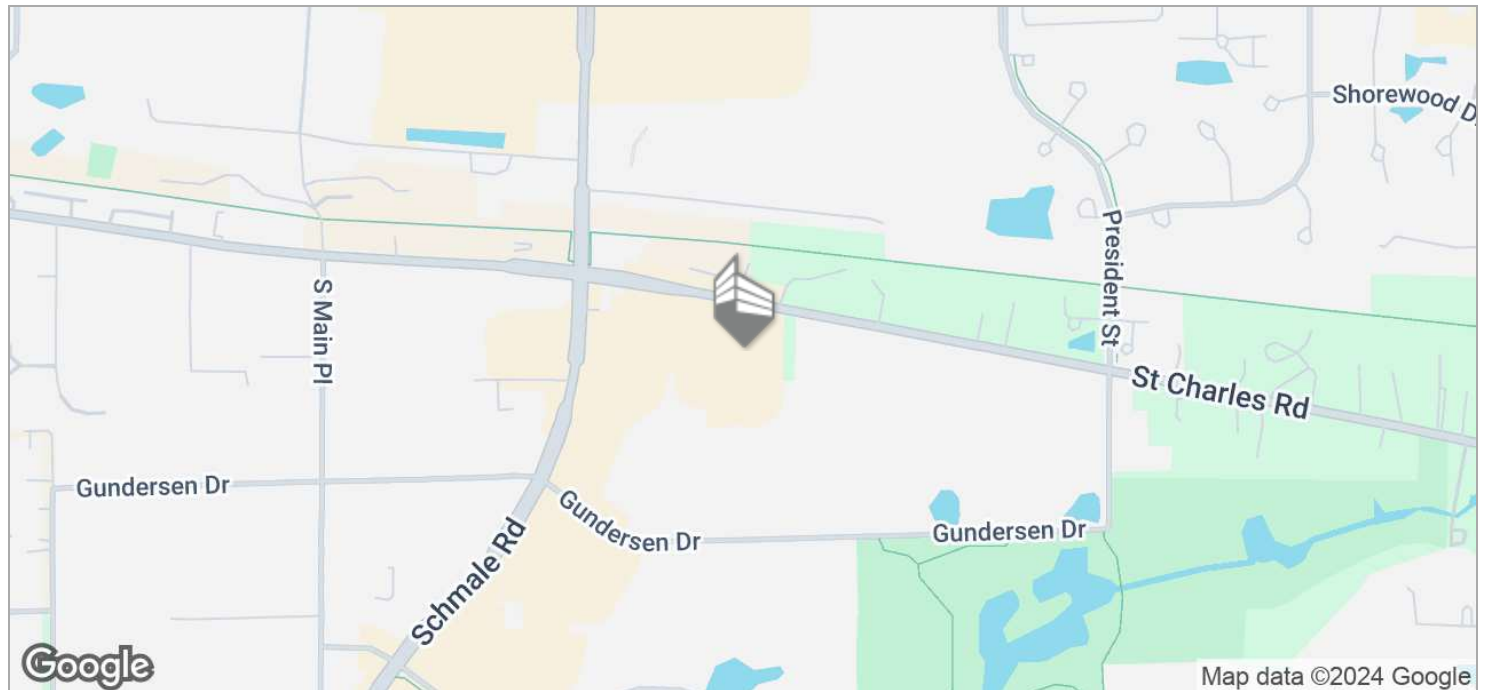 Shorewood D
President St
S Main Pl
St Charles Rd
Gundersen Dr
Gundersen Dr
Gundersen Dr
Schmale Rd
Google
Map data ©2024 Google